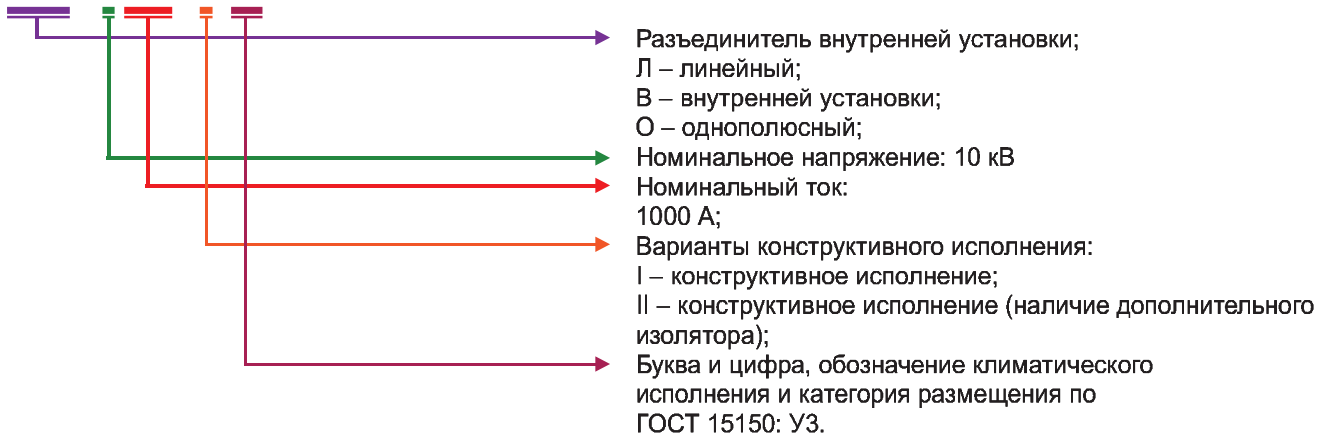 Разъединитель внутренней установки;
Л – линейный;
В – внутренней установки;
О – однополюсный;
Номинальное напряжение: 10 кВ
Номинальный ток:
1000 А;
Варианты конструктивного исполнения:
I – конструктивное исполнение;
II – конструктивное исполнение (наличие дополнительного
изолятора);
Буква и цифра, обозначение климатического
исполнения и категория размещения по
ГОСТ 15150: У3.